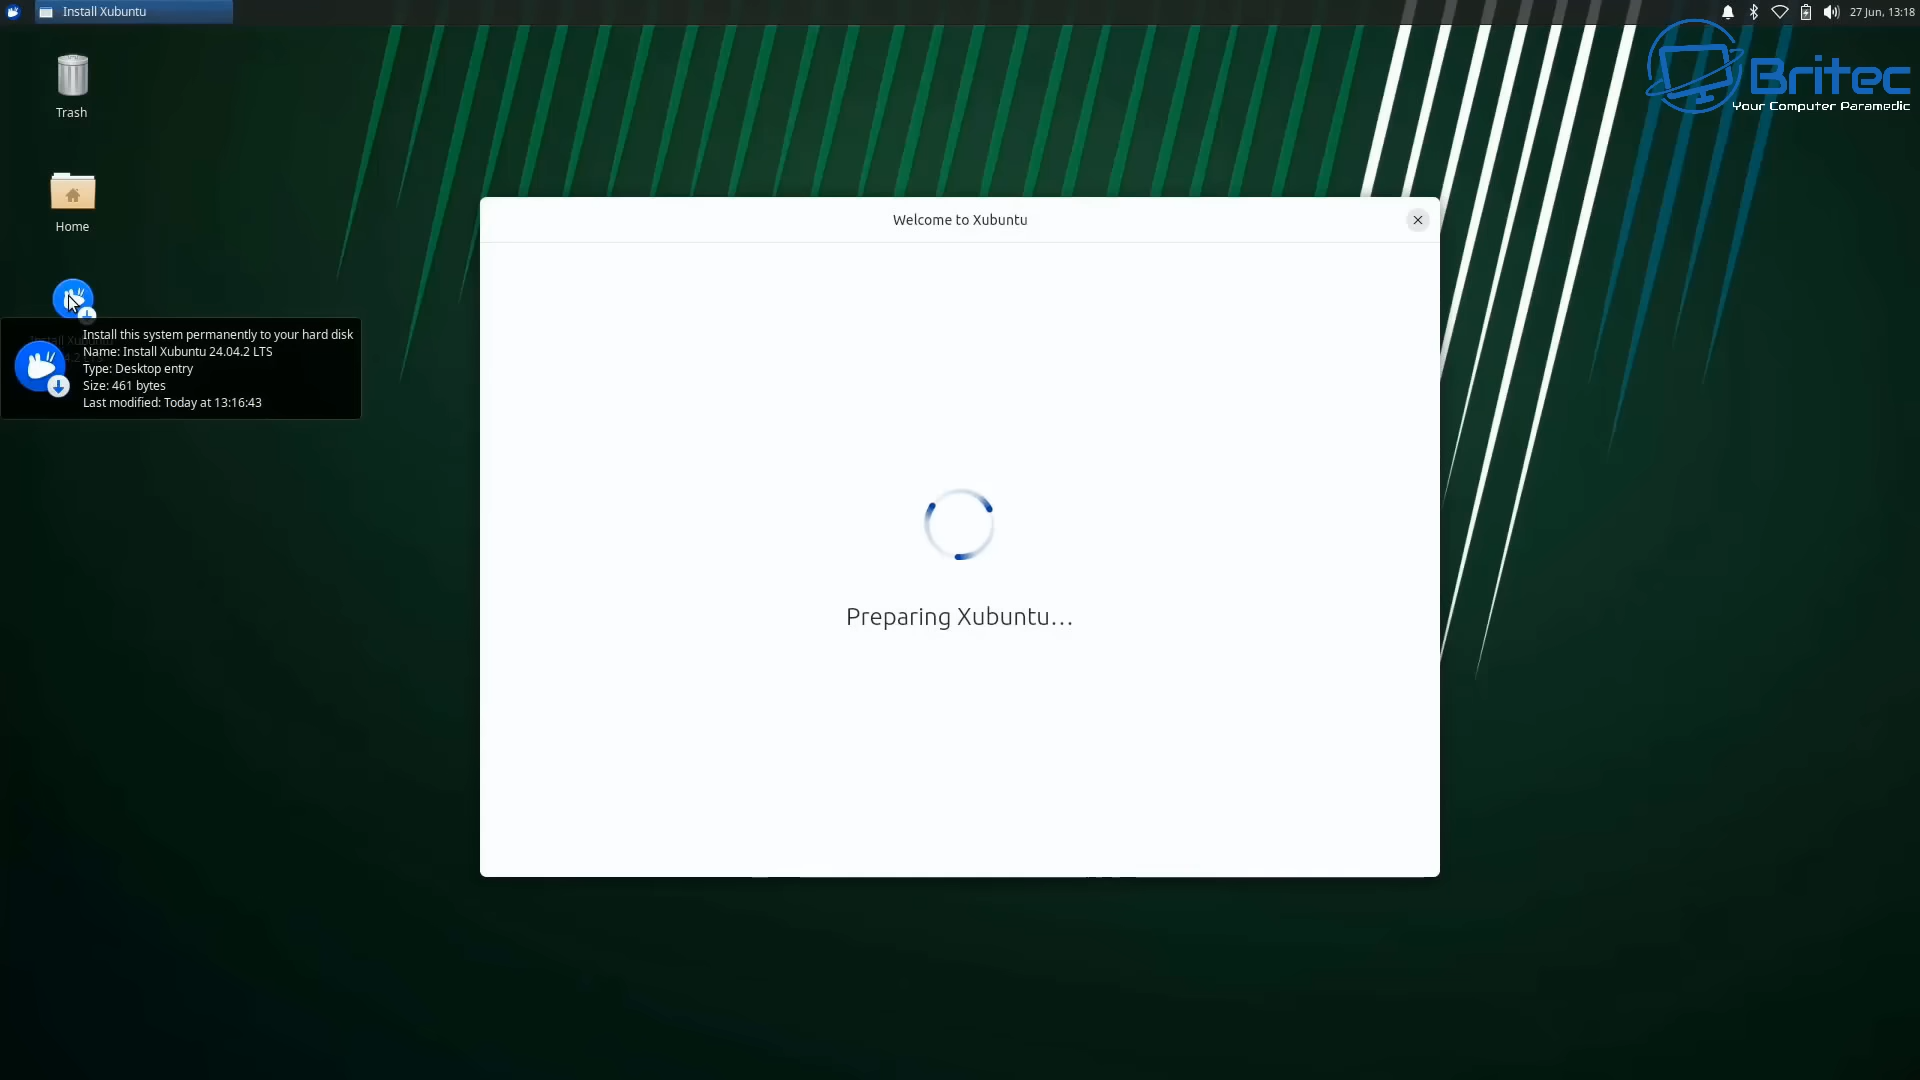 Install Xubuntu
27 Jun, 13:18
Britec
Your Computer Paramedic
Trash
Home
Welcome to Xubuntu
Install this system permanently to your hard disk
Name: Install Xubuntu 24.04.2 LTS
Type: Desktop entry
Size: 461 bytes
Last modified: Today at 13:16:43
Preparing Xubuntu...